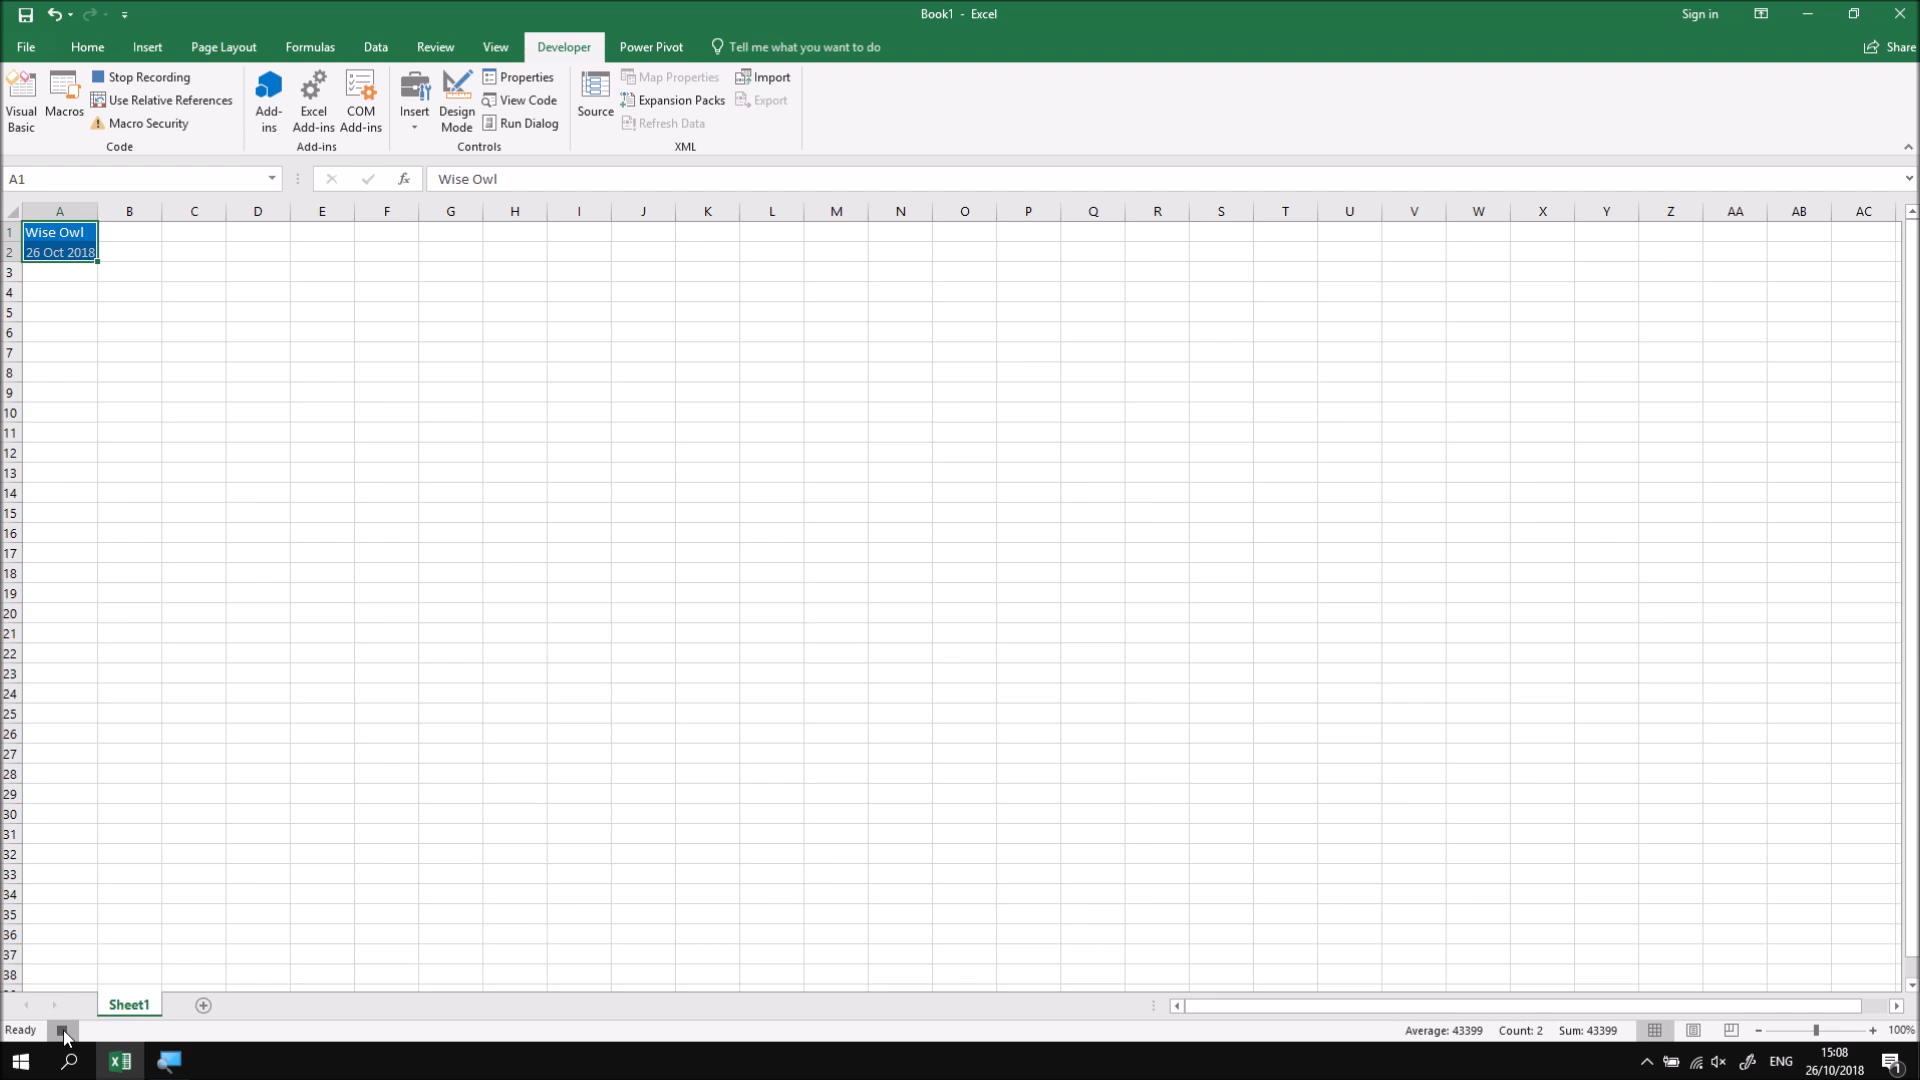 Book1 - Excel
Sign in
File Home Insert Page Layout Formulas Data Review View Developer Power Pivot Tell me what you want to do Share
Visual Basic
Macros
Stop Recording
Use Relative References
Macro Security
Code
Add-ins
Excel Add-ins
COM Add-ins
Add-ins
Insert
Design Mode
Properties
View Code
Run Dialog
Controls
Source
Map Properties
Expansion Packs
Refresh Data
Import
Export
XML
A1 fx Wise Owl
A B C D E F G H I J K L M N O P Q R S T U V W X Y Z AA AB AC
1 Wise Owl
2 26 Oct 2018
3
4
5
6
7
8
9
10
11
12
13
14
15
16
17
18
19
20
21
22
23
24
25
26
27
28
29
30
31
32
33
34
35
36
37
38
Sheet1
Ready Average: 43399 Count: 2 Sum: 43399 100%
ENG 15:08
26/10/2018
1